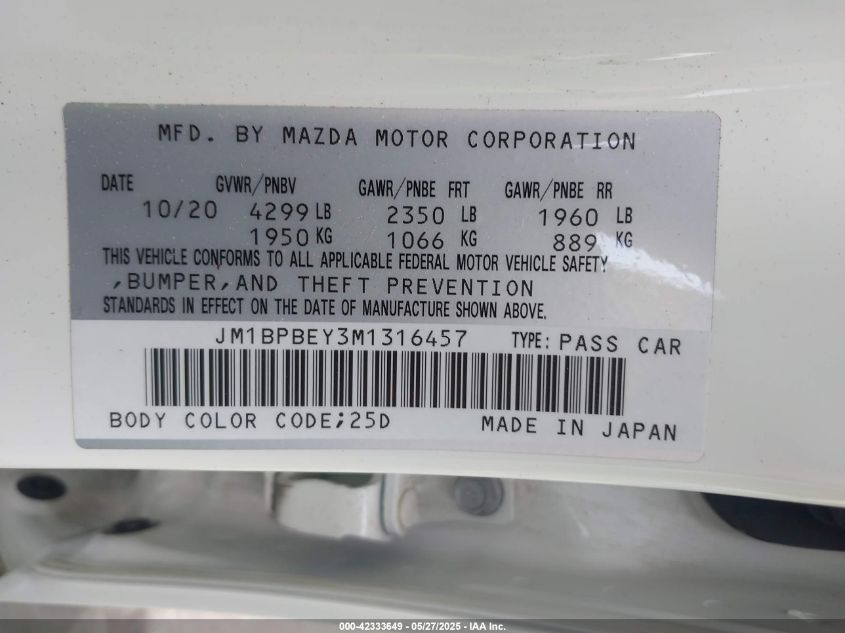 MFD. BY MAZDA MOTOR CORPORATION
DATE GVWR/PNBV GAWR/PNBE FRT GAWR/PNBE RR
10/20 4299 LB 2350 LB 1960 LB
1950 KG 1066 KG 889 KG
THIS VEHICLE CONFORMS TO ALL APPLICABLE FEDERAL MOTOR VEHICLE SAFETY
,BUMPER,AND THEFT PREVENTION
STANDARDS IN EFFECT ON THE DATE OF MANUFACTURE SHOWN ABOVE.
JM1BPBEY3M1316457 TYPE: PASS CAR
BODY COLOR CODE;25D MADE IN JAPAN
000-42333649 - 05/27/2025 - IAA Inc.